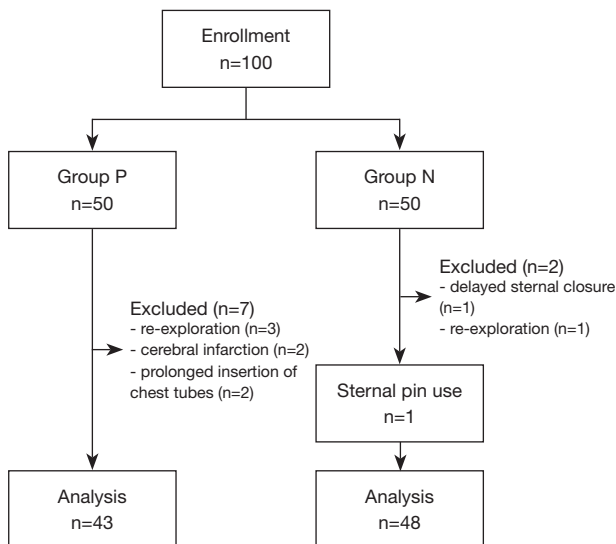 Enrollment
n=100
Group P
n=50
Group N
n=50
Excluded (n=7)
- re-exploration (n=3)
- cerebral infarction (n=2)
- prolonged insertion of
chest tubes (n=2)
Excluded (n=2)
- delayed sternal closure
(n=1)
- re-exploration (n=1)
Sternal pin use
n=1
Analysis
n=43
Analysis
n=48